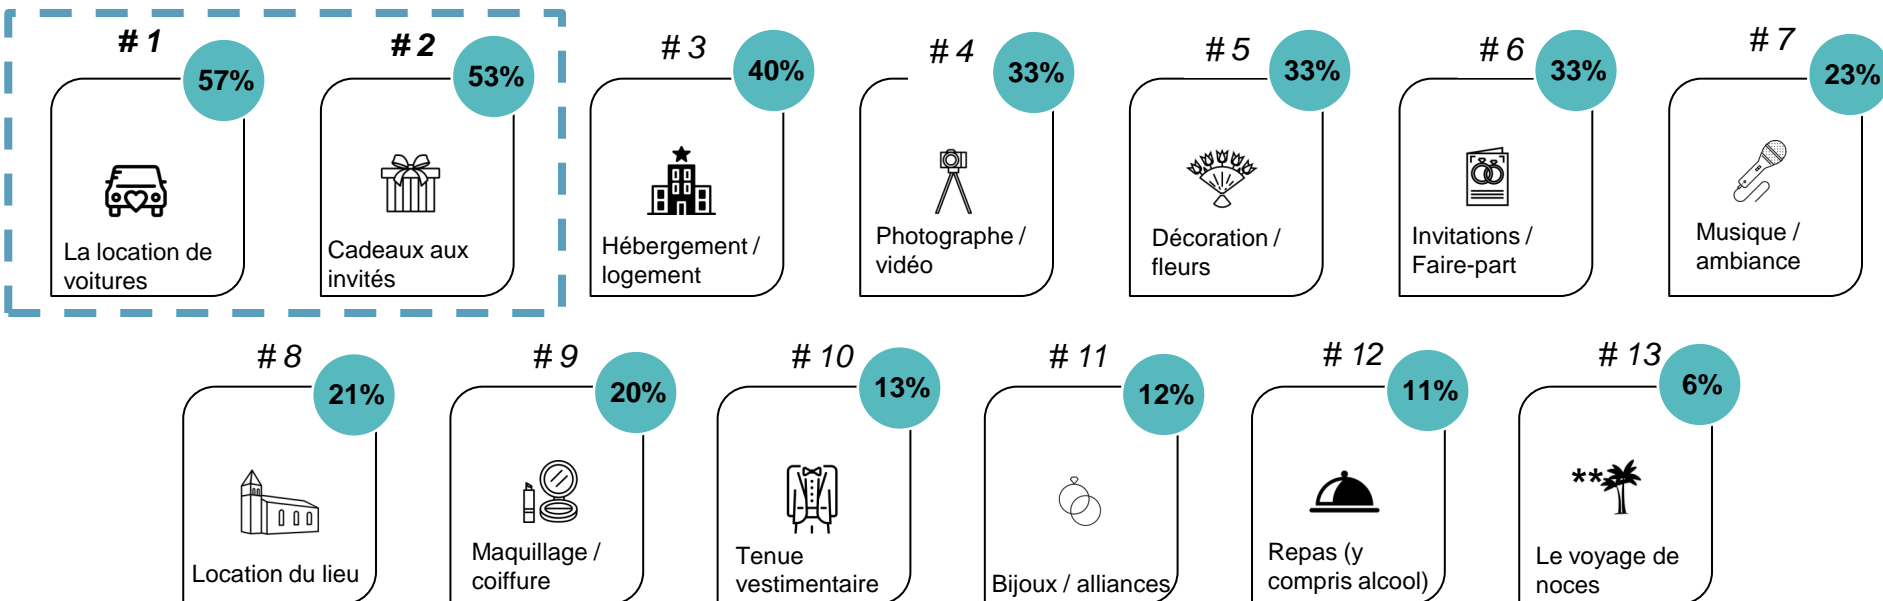 # 1
57%
La location de
voitures
# 2
53%
Cadeaux aux
invités
# 3
40%
Hébergement /
logement
# 4
33%
Photographe /
vidéo
# 5
33%
Décoration /
fleurs
# 6
33%
Invitations /
Faire-part
# 7
23%
Musique /
ambiance
# 8
21%
Location du lieu
# 9
20%
Maquillage /
coiffure
# 10
13%
Tenue
vestimentaire
# 11
12%
Bijoux / alliances
# 12
11%
Repas (y
compris alcool)
# 13
6%
**
Le voyage de
noces